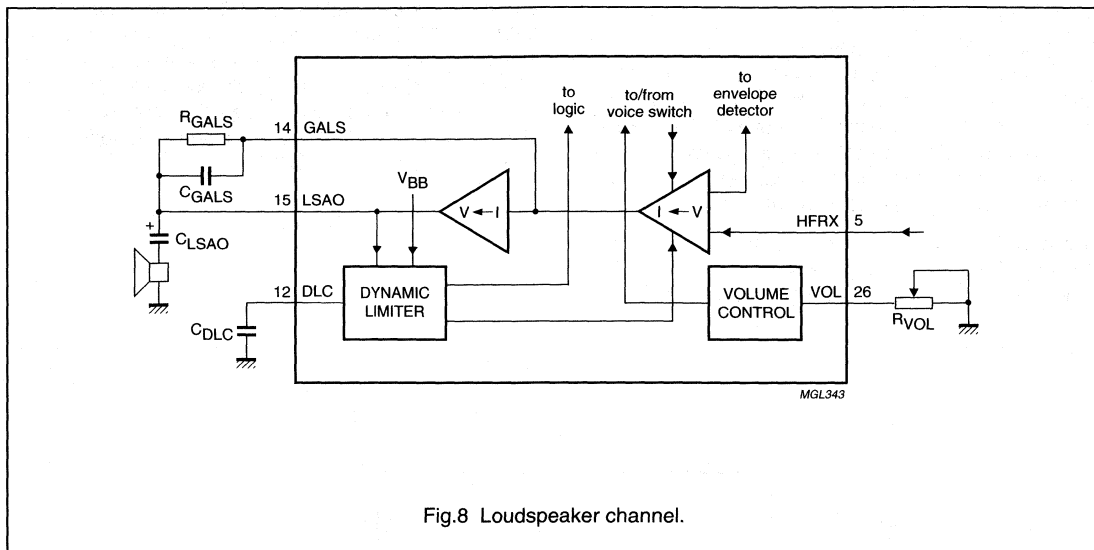 to
logic
to/from
voice switch
to
envelope
detector
RGALS
14 GALS
CGALS
VBB
15 LSAO
V I
I V
HFRX 5
+
CLSAO
12 DLC
DYNAMIC
LIMITER
VOLUME
CONTROL
VOL 26
RVOL
CDLC
MGL343
Fig.8 Loudspeaker channel.